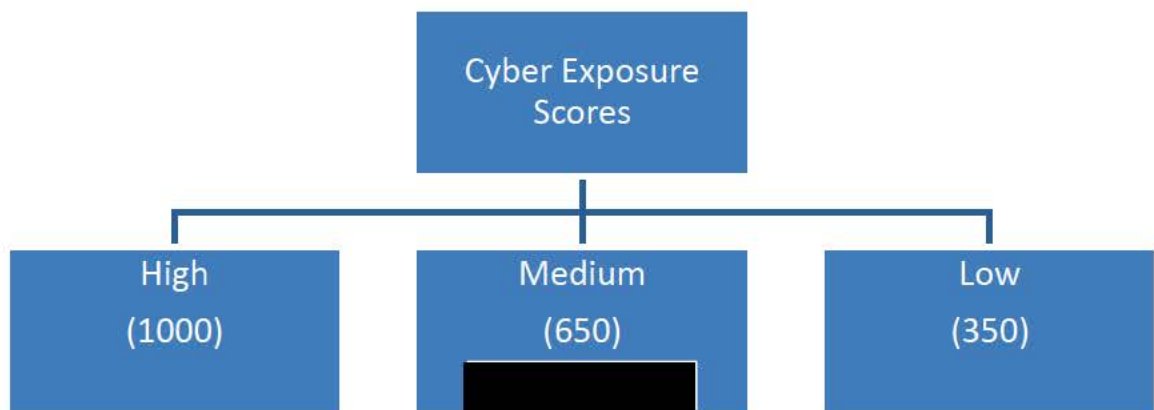 Cyber Exposure
Scores
High
(1000)
Medium
(650)
Low
(350)